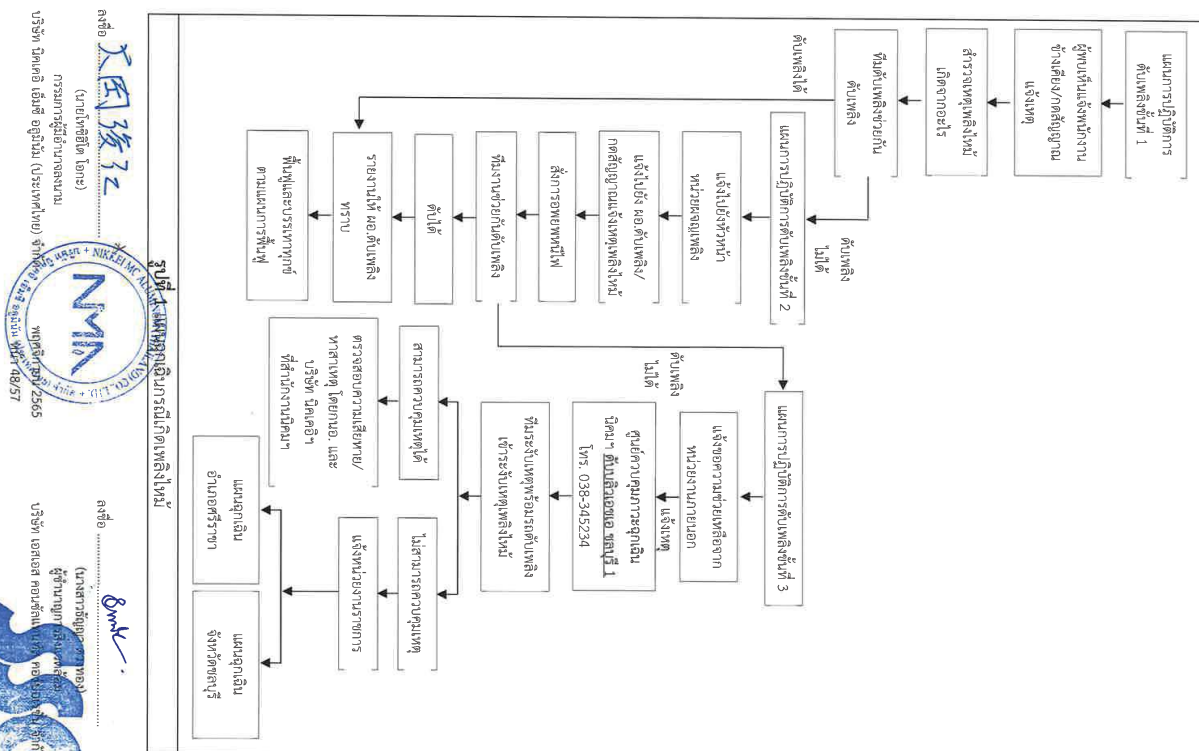 แผนการปฏิบัติการ
ดับเพลิงขั้นที่ 1
ผู้พบเห็นแจ้งพนักงาน
ข้างเคียง/กดสัญญาณ
แจ้งเหตุ
สำรวจเหตุเพลิงไหม้
เกิดจากอะไร
ทีมดับเพลิงช่วยกัน
ดับเพลิง
ดับเพลิงได้
ดับเพลิง
ไม่ได้
แผนการปฏิบัติการดับเพลิงขั้นที่ 2
แจ้งไปยังหัวหน้า
หน่วยผจญเพลิง
แจ้งไปยัง ผอ.ดับเพลิง/
กดสัญญาณแจ้งเหตุเพลิงไหม้
สั่งการอพยพหนีไฟ
ทีมงานช่วยกันดับเพลิง
ดับได้
รายงานให้ ผอ.ดับเพลิง
ทราบ
ฟื้นฟูและบรรเทาทุกข์
ตามแผนการฟื้นฟู
ดับเพลิง
ไม่ได้
แผนการปฏิบัติการดับเพลิงขั้นที่ 3
แจ้งขอความช่วยเหลือจาก
หน่วยงานภายนอก
แจ้งเหตุ
ศูนย์ควบคุมภาวะฉุกเฉิน
นิคมฯ ดับบลิวเอชเอ ชลบุรี 1
โทร. 038-345234
ทีมระงับเหตุพร้อมรถดับเพลิง
เข้าระงับเหตุเพลิงไหม้
สามารถควบคุมเหตุได้
ตรวจสอบความเสียหาย/
หาสาเหตุ โดยกนอ. และ
บริษัท นิคเคอิฯ
ที่สำนักงานนิคมฯ
ไม่สามารถควบคุมเหตุ
แจ้งหน่วยงานราชการ
แผนฉุกเฉิน
อำเภอศรีราชา
แผนฉุกเฉิน
จังหวัดชลบุรี
รูปที่ 1 แผนฉุกเฉินกรณีเกิดเพลิงไหม้
ลงชื่อ
(นายโทชิฮิโต โอกะ)
กรรมการผู้มีอำนาจลงนาม
บริษัท นิคเคอิ เอ็มซี อลูมินั่ม (ประเทศไทย) จำกัด
NIKKEI MC ALUMINUM (THAILAND) CO., LTD.
NMA
พฤศจิกายน 2565
หน้า 48/57
ลงชื่อ
บริษัท เอสเอส คอนซัลแทนท์